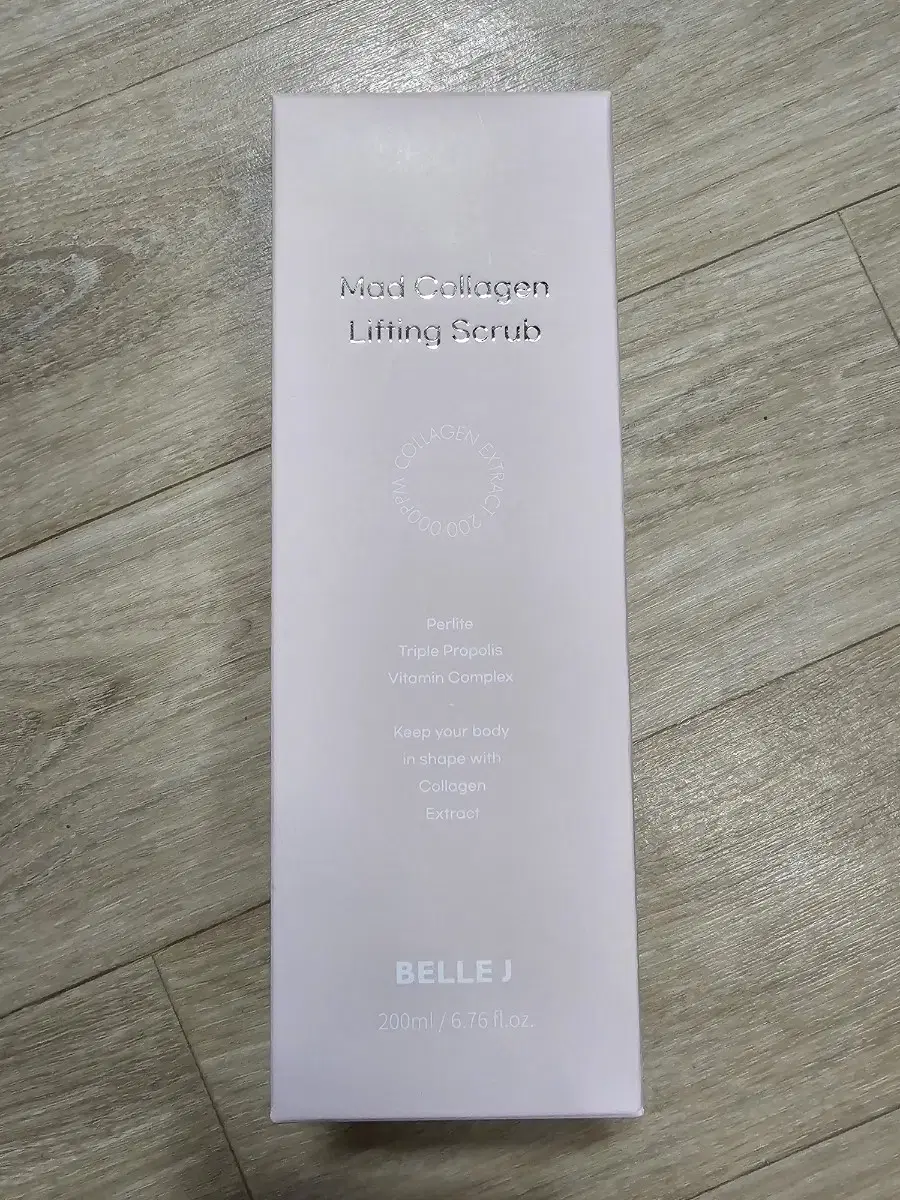 Mad Collagen
Lifting Scrub
COLLAGEN EXTRACT 200 000PPM
Perlite
Triple Propolis
Vitamin Complex
-
Keep your body
in shape with
Collagen
Extract
BELLE J
200ml / 6.76 fl.oz.